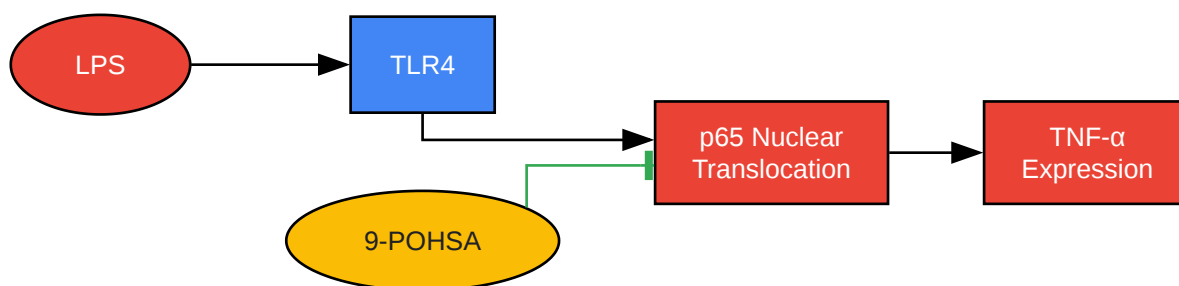 LPS
TLR4
p65 Nuclear
Translocation
TNF-α
Expression
9-POHSA